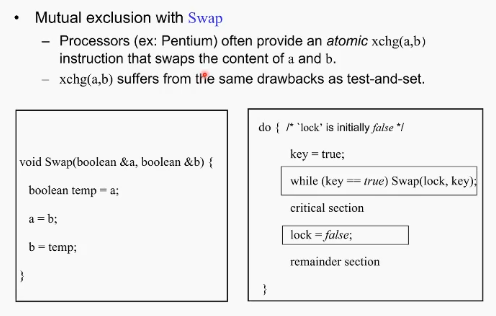 • Mutual exclusion with Swap
– Processors (ex: Pentium) often provide an atomic xchg(a,b)
instruction that swaps the content of a and b.
– xchg(a,b) suffers from the same drawbacks as test-and-set.
void Swap(boolean &a, boolean &b) {
boolean temp = a;
a = b;
b = temp;
}
do { /* 'lock' is initially false */
key = true;
while (key == true) Swap(lock, key);
critical section
lock = false;
remainder section
}